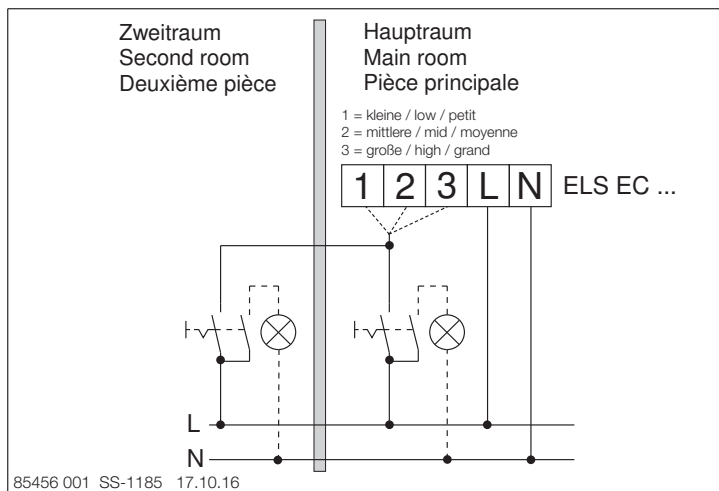 Zweitraum
Second room
Deuxième pièce
Hauptraum
Main room
Pièce principale
1 = kleine / low / petit
2 = mittlere / mid / moyenne
3 = große / high / grand
1 2 3 L N ELS EC ...
L
N
85456 001 SS-1185 17.10.16